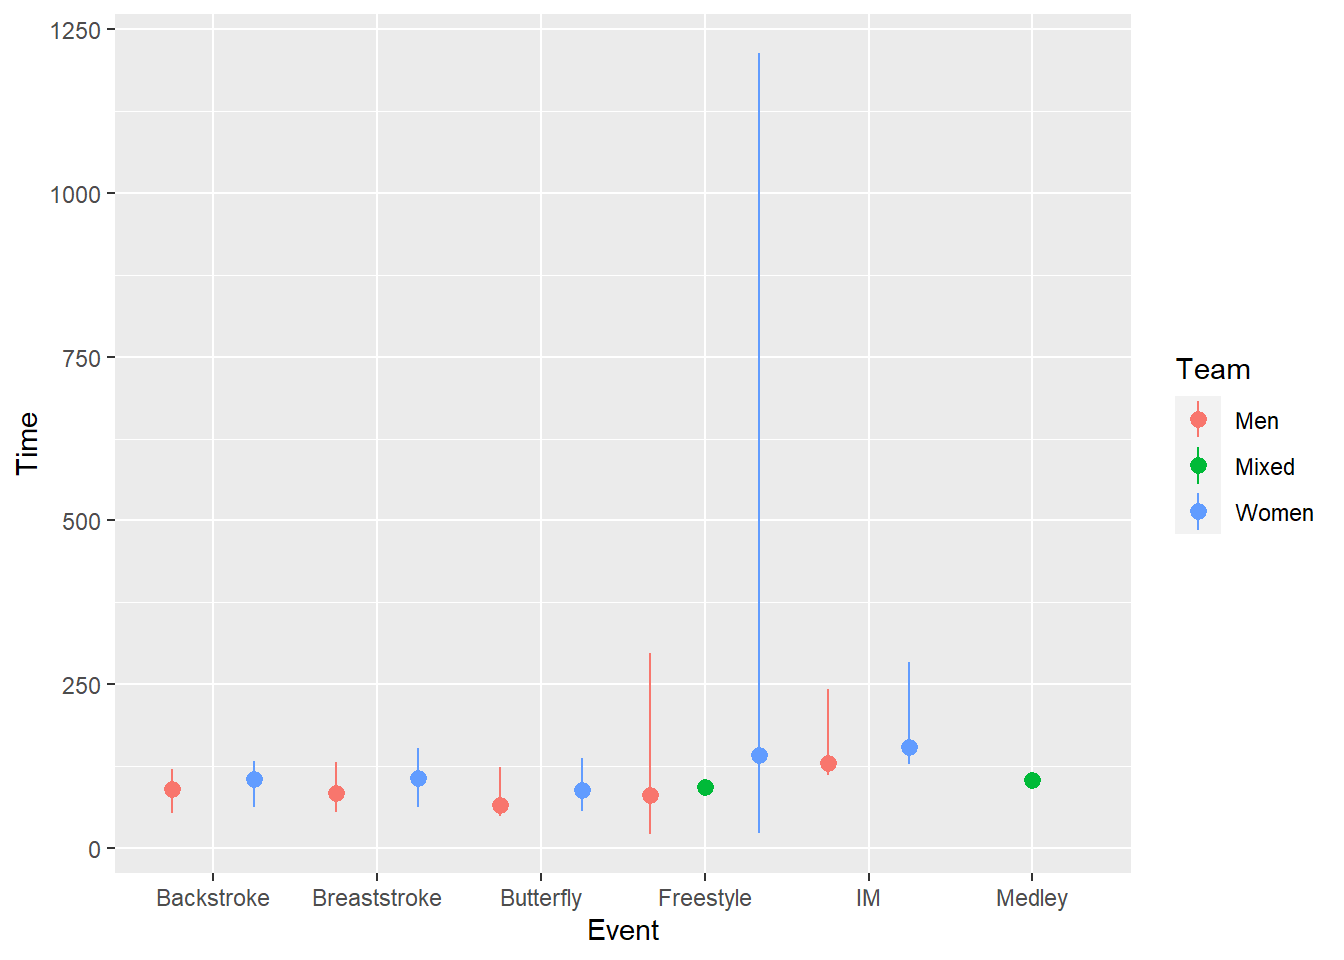 1250
1000
750
500
250
0
Time
Backstroke
Breaststroke
Butterfly
Freestyle
IM
Medley
Event
Team
Men
Mixed
Women